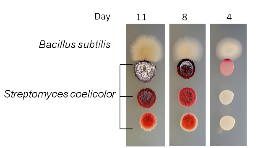 Day 11 8 4
Bacillus subtilis
Streptomyces coelicolor